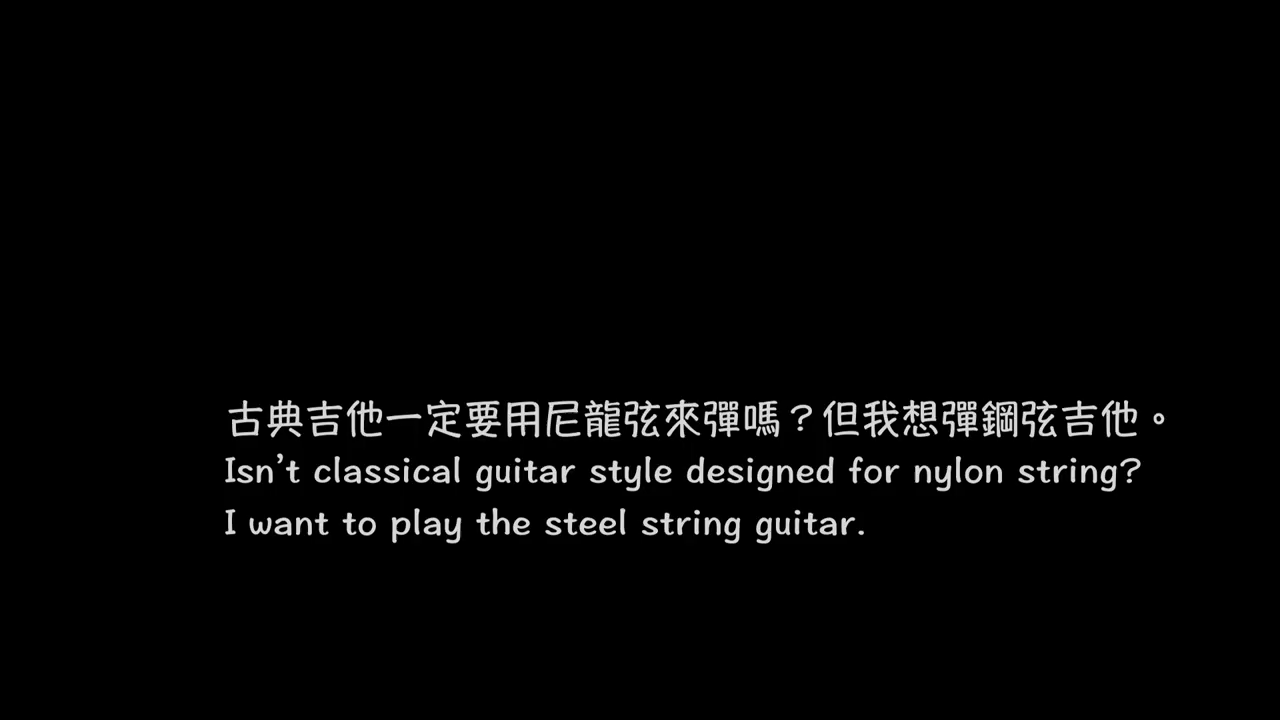 古典吉他一定要用尼龍弦來彈嗎？但我想彈鋼弦吉他。
Isn't classical guitar style designed for nylon string?
I want to play the steel string guitar.